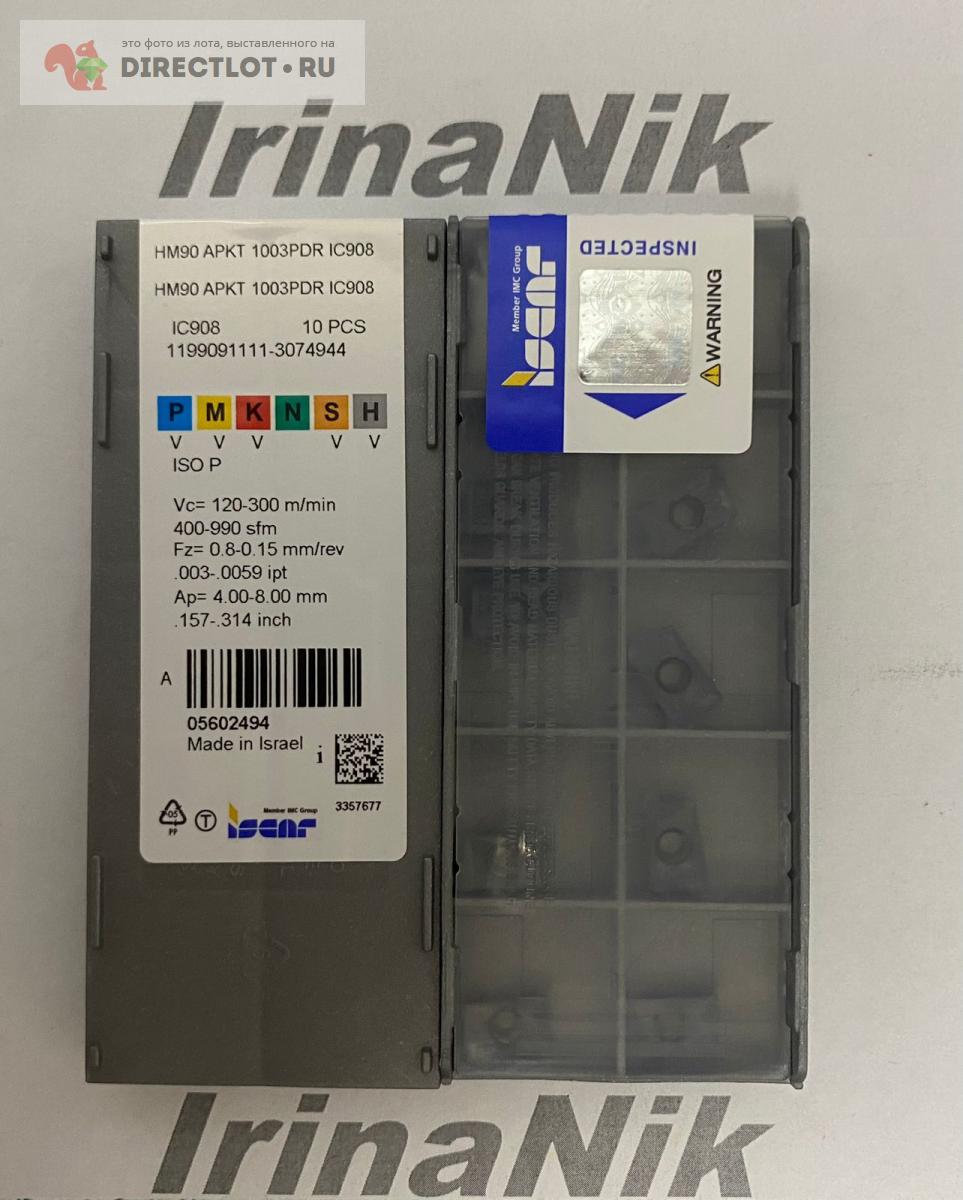 это фото из лота, выставленного на
DIRECTLOT•RU
IrinaNik
HM90 APKT 1003PDR IC908
HM90 APKT 1003PDR IC908
IC908 10 PCS
1199091111-3074944
P M K N S H
V V V V V
ISO P
Vc= 120-300 m/min
400-990 sfm
Fz= 0.8-0.15 mm/rev
.003-.0059 ipt
Ap= 4.00-8.00 mm
.157-.314 inch
A
05602494
Made in Israel
i
3357677
05
PP
T
Member IMC Group
iscar
INSPECTED
WARNING
Member IMC Group
iscar
IrinaNik